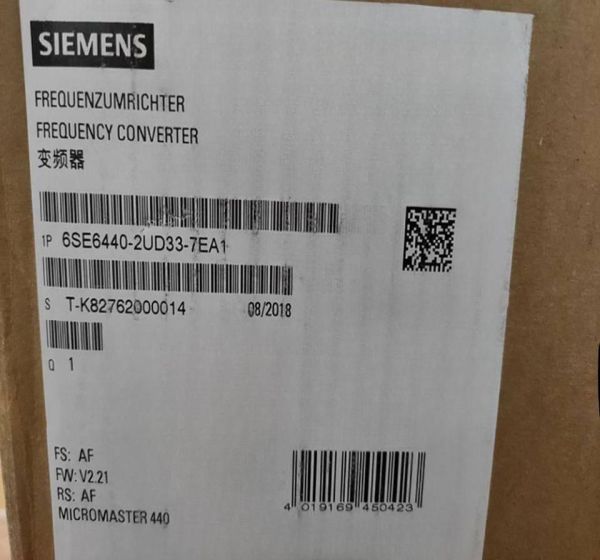 SIEMENS
FREQUENZUMRICHTER
FREQUENCY CONVERTER
变频器
1P 6SE6440-2UD33-7EA1
S T-K82762000014 08/2018
Q 1
FS: AF
FW: V2.21
RS: AF
MICROMASTER 440
4 019169 450423